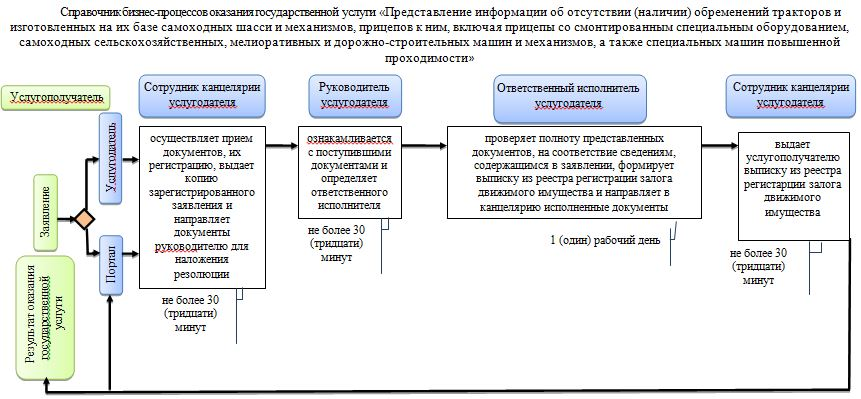 Справочник бизнес-процессов оказания государственной услуги «Представление информации об отсутствии (наличии) обременений тракторов и
изготовленных на их базе самоходных шасси и механизмов, прицепов к ним, включая прицепы со смонтированным специальным оборудованием,
самоходных сельскохозяйственных, мелиоративных и дорожно-строительных машин и механизмов, а также специальных машин повышенной
проходимости»
Услугополучатель
Сотрудник канцелярии
услугодателя
Руководитель
услугодателя
Ответственный исполнитель
услугодателя
Сотрудник канцелярии
услугодателя
Заявление
Услугодатель
Портал
осуществляет прием
документов, их
регистрацию, выдает
копию
зарегистрированного
заявления и
направляет
документы
руководителю для
наложения
резолюции
не более 30
(тридцати)
минут
ознакамливается
с поступившими
документами и
определяет
ответственного
исполнителя
не более 30
(тридцати)
минут
проверяет полноту представленных
документов, на соответствие сведениям,
содержащимся в заявлении, формирует
выписку из реестра регистрации залога
движимого имущества и направляет в
канцелярию исполненные документы
1 (один) рабочий день
выдает
услугополучателю
выписку из реестра
регистарции залога
движимого
имущества
не более 30
(тридцати)
минут
Результат оказания
государственной
услуги